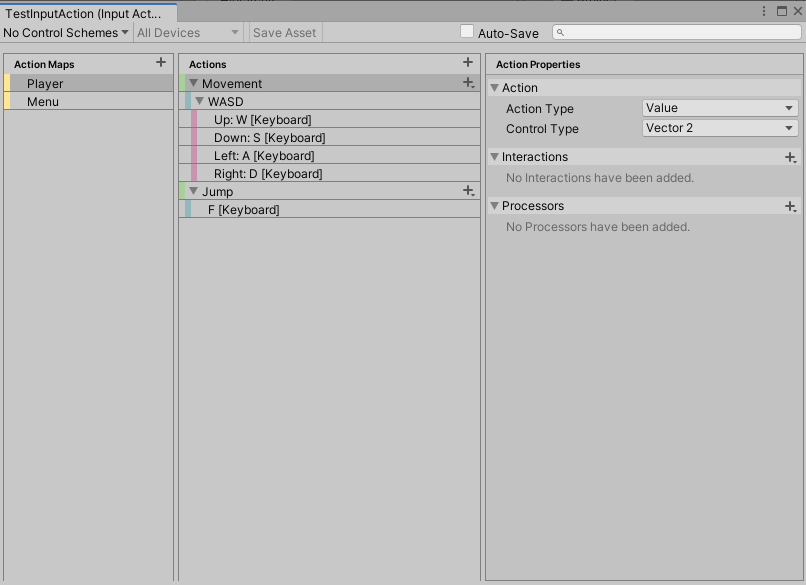 TestInputAction (Input Act...
No Control Schemes
All Devices
Save Asset
Auto-Save
Action Maps
Player
Menu
Actions
Movement
WASD
Up: W [Keyboard]
Down: S [Keyboard]
Left: A [Keyboard]
Right: D [Keyboard]
Jump
F [Keyboard]
Action Properties
Action
Action Type
Value
Control Type
Vector 2
Interactions
No Interactions have been added.
Processors
No Processors have been added.